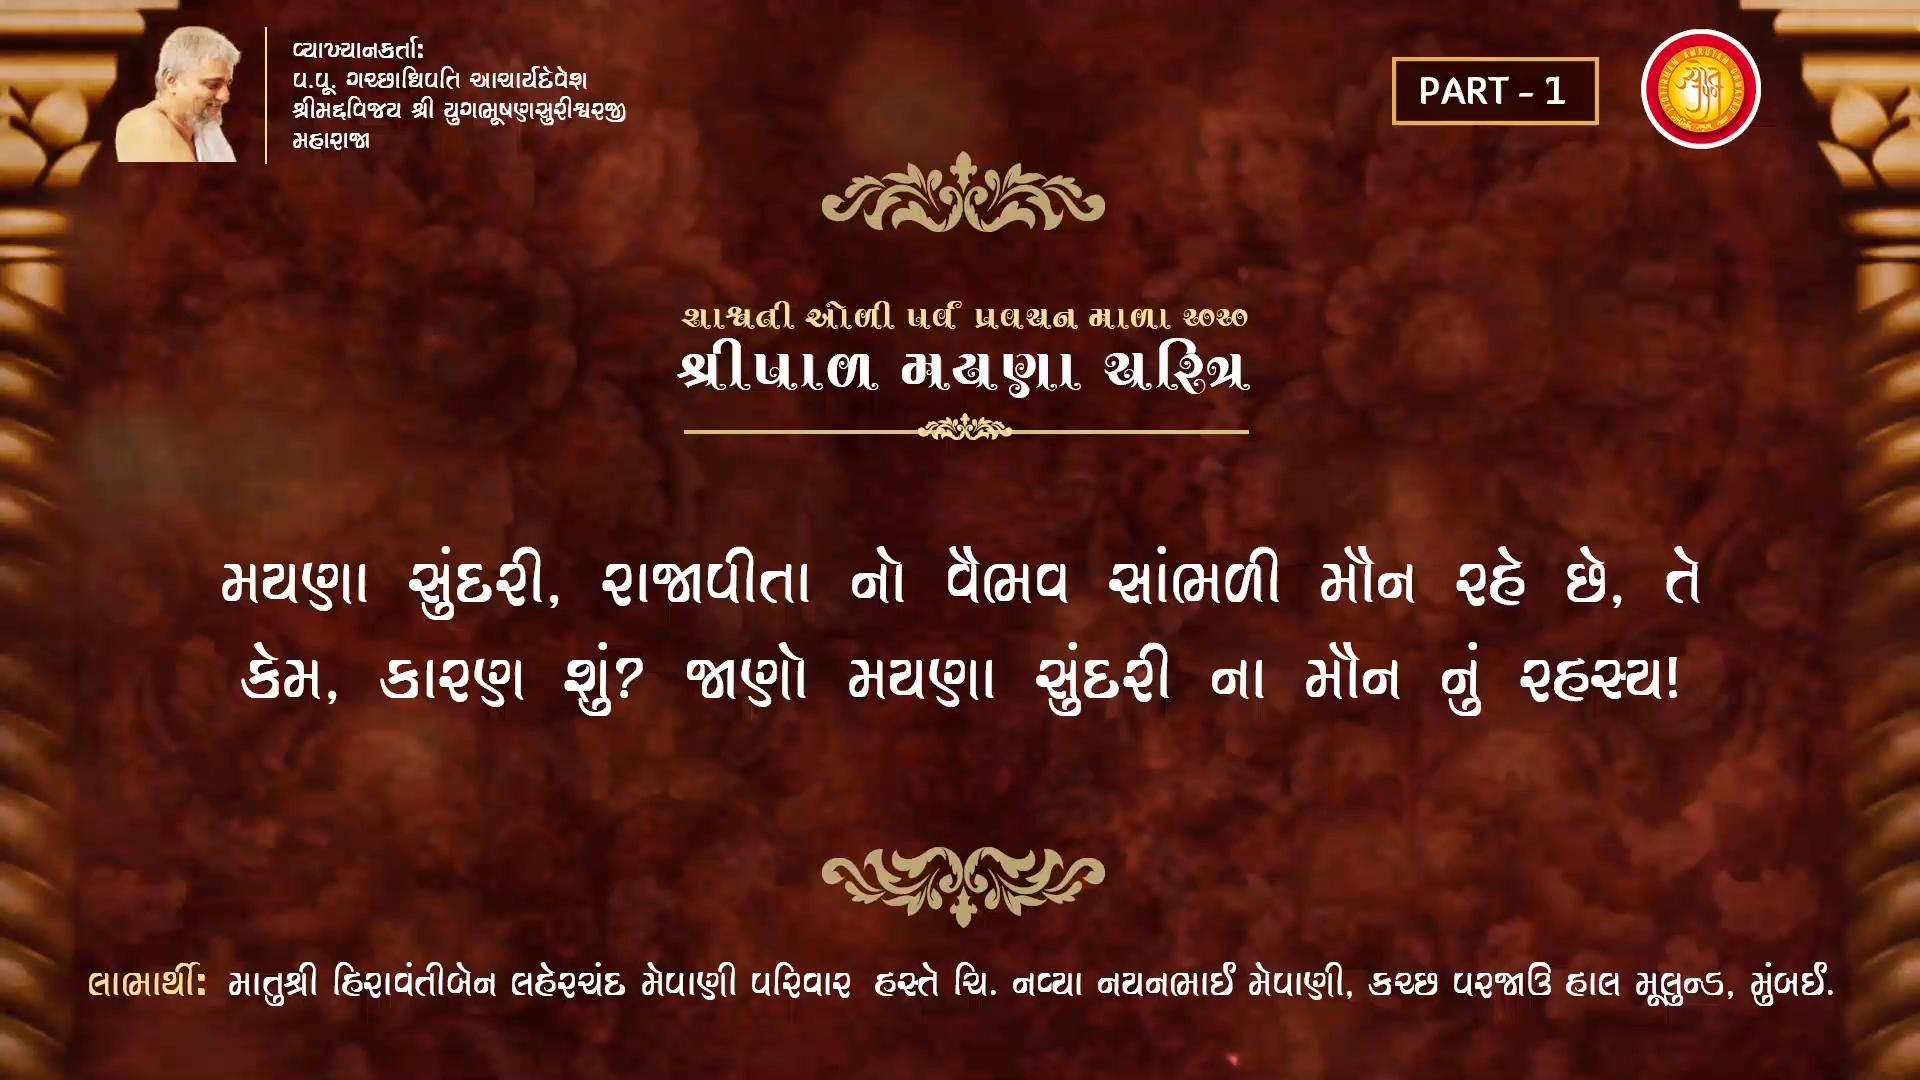 વ્યાખ્યાનકર્તા:
પ.પૂ. ગચ્છાધિપતિ આચાર્યદેવેશ
શ્રીમદ્દવિજય શ્રી યુગભૂષણસુરીશ્વરજી
મહારાજા
PART - 1
શાશ્વતી ઓળી પર્વ પ્રવચન માળા ૨૦૨૦
શ્રીપાળ મયણા ચરિત્ર
મયણા સુંદરી, રાજાપીતા નો વૈભવ સાંભળી મૌન રહે છે, તે
કેમ, કારણ શું? જાણો મયણા સુંદરી ના મૌન નું રહસ્ય!
લાભાર્થી: માતુશ્રી હિરાવંતીબેન લહેરચંદ મેપાણી પરિવાર હસ્તે ચિ. નવ્યા નયનભાઈ મેપાણી, કચ્છ પરજાઉ હાલ મૂલુન્ડ, મુંબઈ.